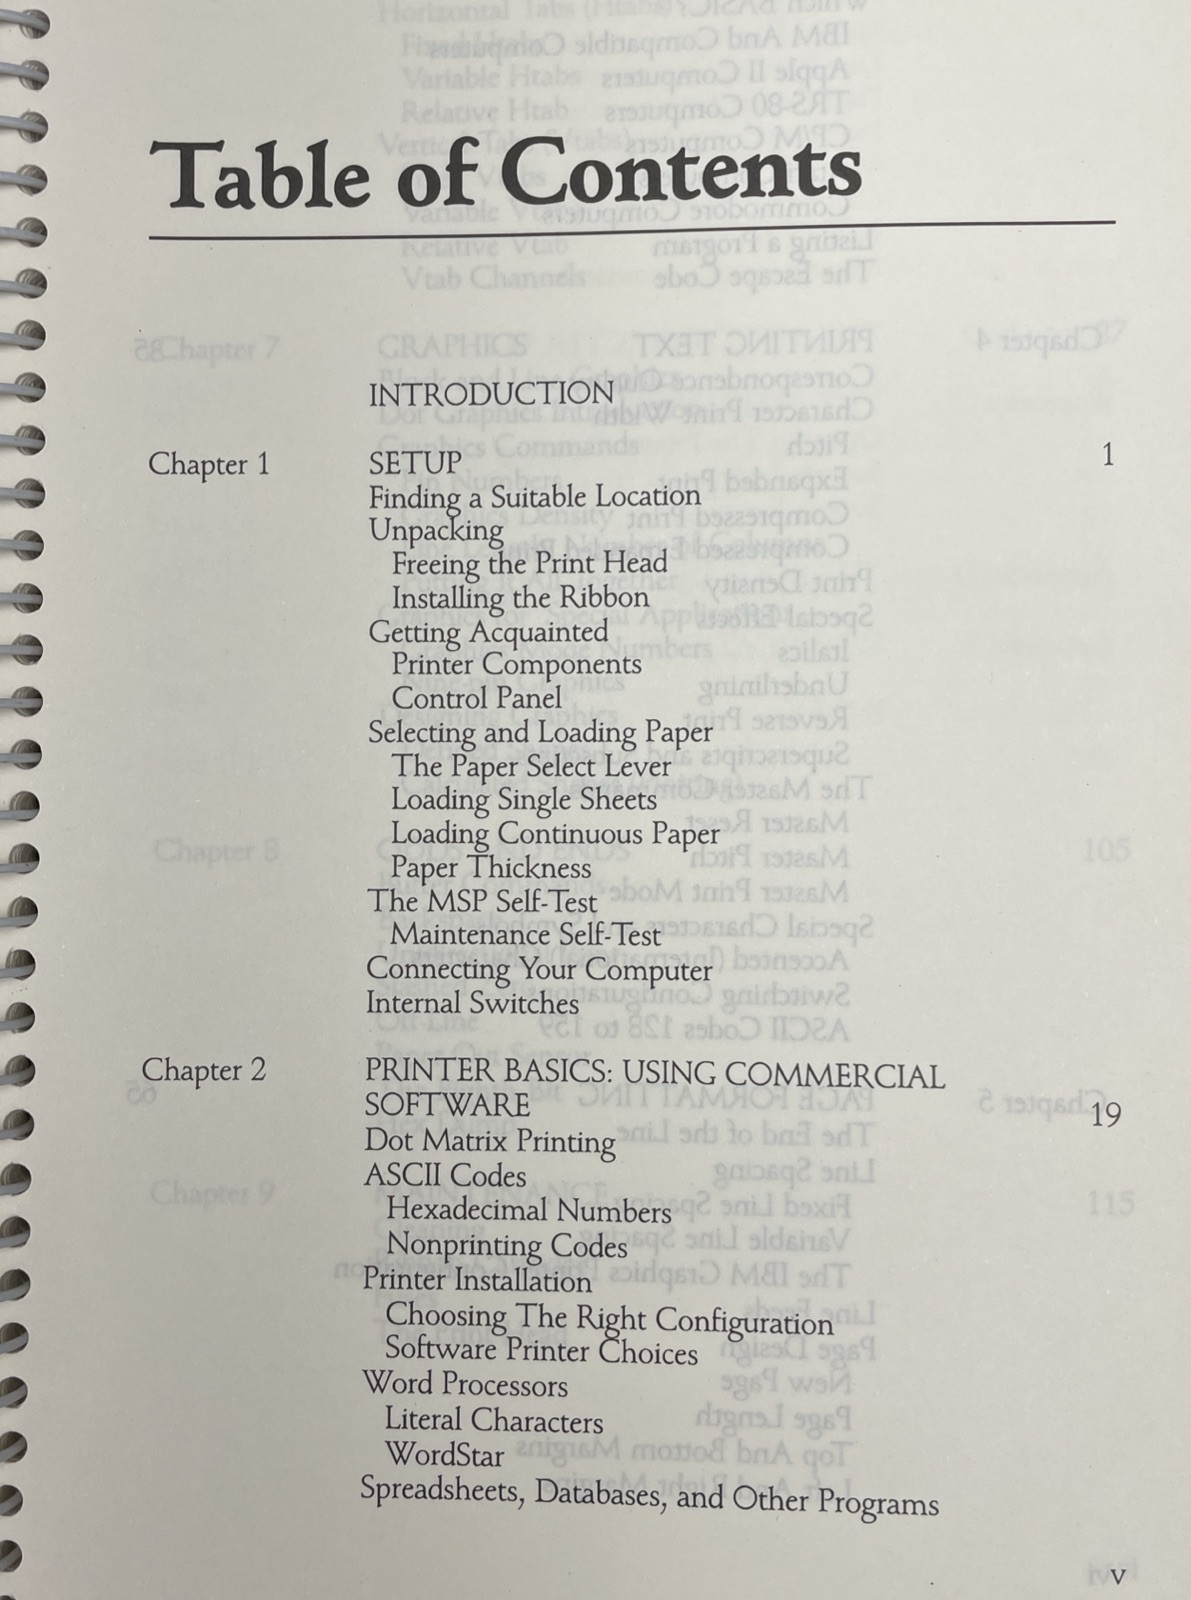 Table of Contents
INTRODUCTION
Chapter 1 SETUP 1
Finding a Suitable Location
Unpacking
Freeing the Print Head
Installing the Ribbon
Getting Acquainted
Printer Components
Control Panel
Selecting and Loading Paper
The Paper Select Lever
Loading Single Sheets
Loading Continuous Paper
Paper Thickness
The MSP Self-Test
Maintenance Self-Test
Connecting Your Computer
Internal Switches
Chapter 2 PRINTER BASICS: USING COMMERCIAL
SOFTWARE 19
Dot Matrix Printing
ASCII Codes
Hexadecimal Numbers
Nonprinting Codes
Printer Installation
Choosing The Right Configuration
Software Printer Choices
Word Processors
Literal Characters
WordStar
Spreadsheets, Databases, and Other Programs
v